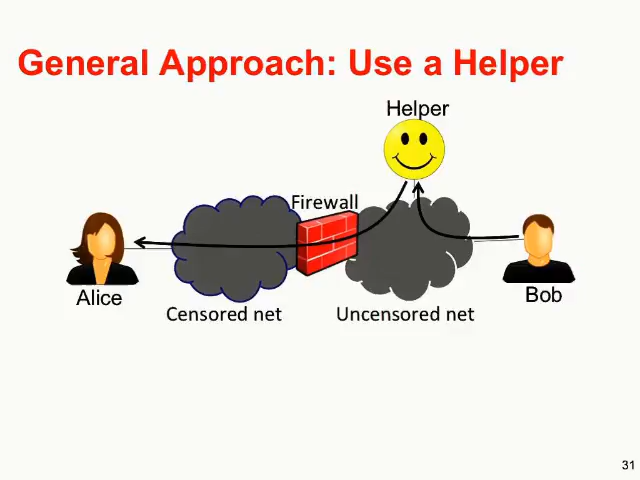 General Approach: Use a Helper
Helper
Firewall
Alice
Bob
Censored net
Uncensored net
31